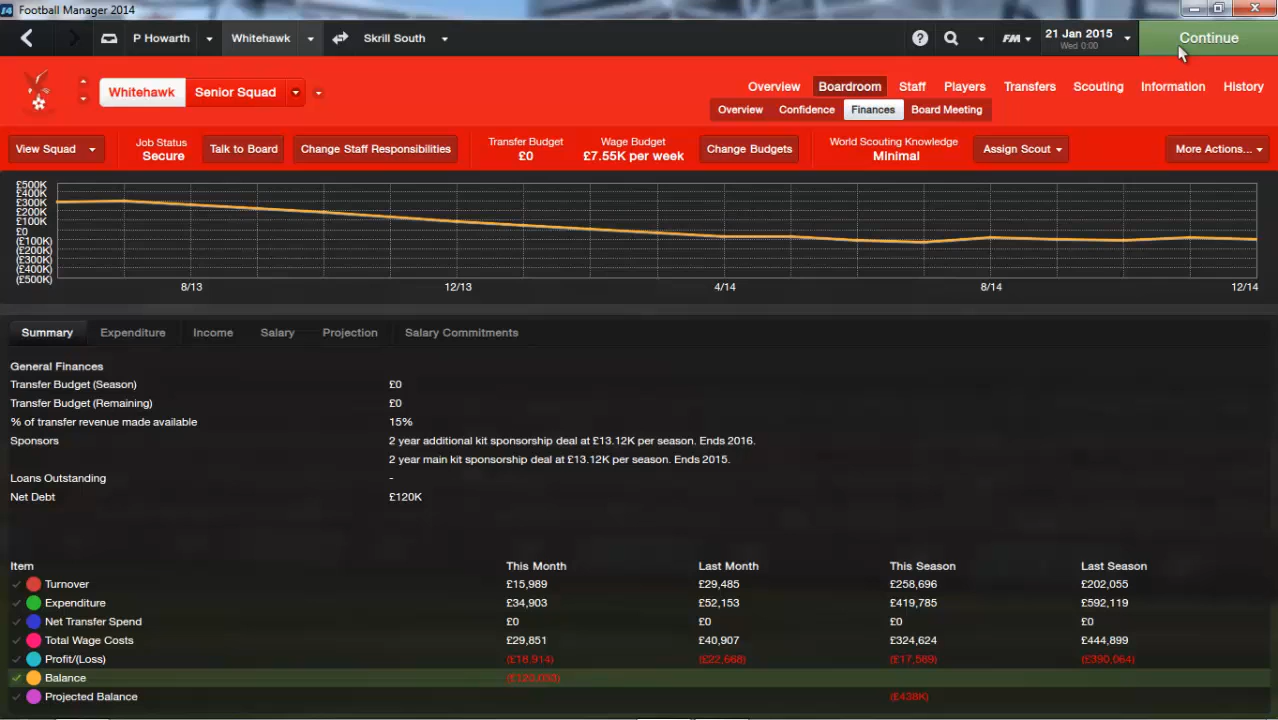 Football Manager 2014
P Howarth Whitehawk Skrill South FM 21 Jan 2015 Continue
Wed 0:00
Whitehawk Senior Squad Overview Boardroom Staff Players Transfers Scouting Information History
Overview Confidence Finances Board Meeting
View Squad Job Status Secure Talk to Board Change Staff Responsibilities Transfer Budget £0 Wage Budget £7.55K per week Change Budgets World Scouting Knowledge Minimal Assign Scout More Actions...
£500K
£400K
£300K
£200K
£100K
£0
(£100K)
(£200K)
(£300K)
(£400K)
(£500K)
8/13 12/13 4/14 8/14 12/14
Summary Expenditure Income Salary Projection Salary Commitments
General Finances
Transfer Budget (Season) £0
Transfer Budget (Remaining) £0
% of transfer revenue made available 15%
Sponsors 2 year additional kit sponsorship deal at £13.12K per season. Ends 2016.
2 year main kit sponsorship deal at £13.12K per season. Ends 2015.
Loans Outstanding -
Net Debt £120K
Item This Month Last Month This Season Last Season
Turnover £15,989 £29,485 £258,696 £202,055
Expenditure £34,903 £52,153 £419,785 £592,119
Net Transfer Spend £0 £0 £0 £0
Total Wage Costs £29,851 £40,907 £324,624 £444,899
Profit/(Loss) (£18,914) (£22,668) (£17,589) (£390,064)
Balance
Projected Balance (£438K)